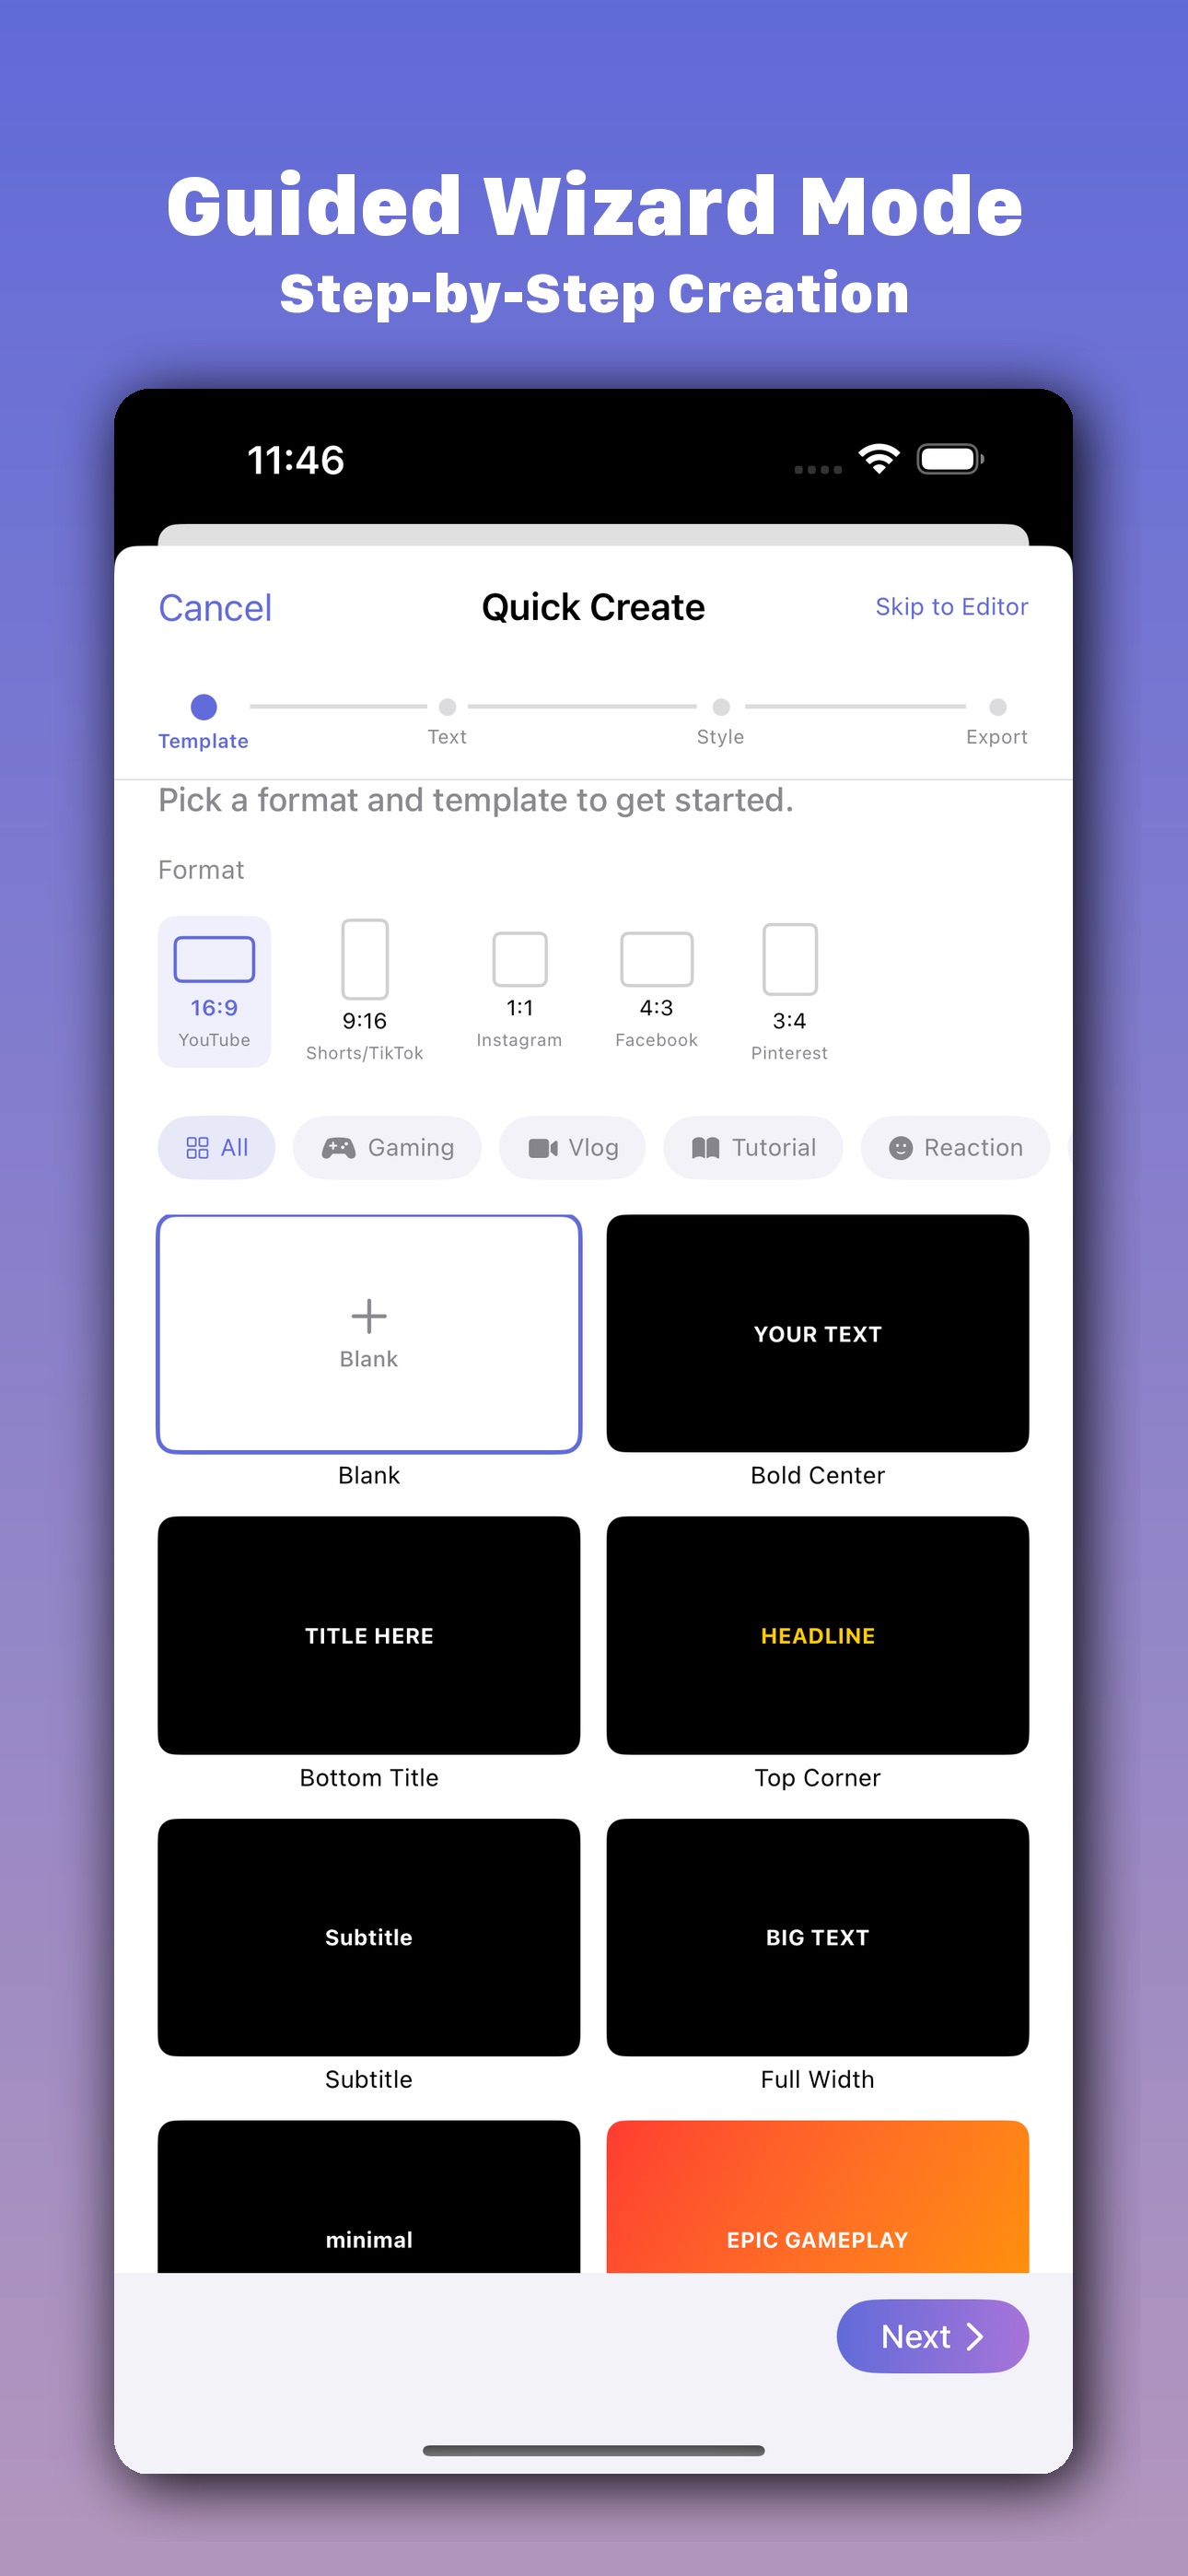 Guided Wizard Mode
Step-by-Step Creation
11:46
Cancel Quick Create Skip to Editor
Template Text Style Export
Pick a format and template to get started.
Format
16:9 9:16 1:1 4:3 3:4
YouTube Shorts/TikTok Instagram Facebook Pinterest
All Gaming Vlog Tutorial Reaction
Blank YOUR TEXT
Blank Bold Center
TITLE HERE HEADLINE
Bottom Title Top Corner
Subtitle BIG TEXT
Subtitle Full Width
minimal EPIC GAMEPLAY
Next